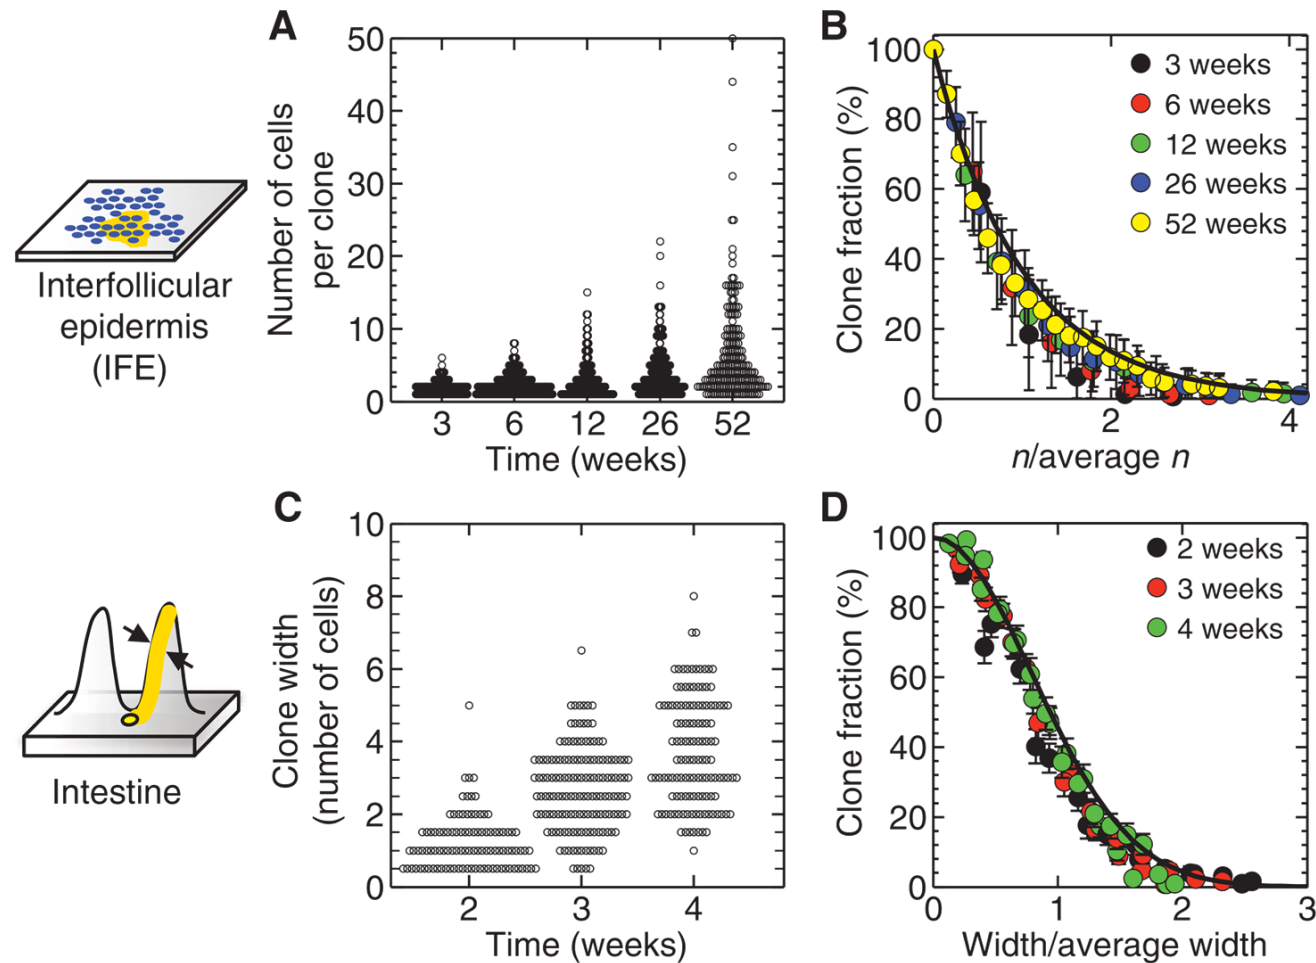 A
50
40
30
20
10
0
Number of cells
per clone
3 6 12 26 52
Time (weeks)
Interfollicular
epidermis
(IFE)
B
100
80
60
40
20
0
Clone fraction (%)
3 weeks
6 weeks
12 weeks
26 weeks
52 weeks
0 2 4
n/average n
C
10
8
6
4
2
0
Clone width
(number of cells)
2 3 4
Time (weeks)
Intestine
D
100
80
60
40
20
0
Clone fraction (%)
2 weeks
3 weeks
4 weeks
0 1 2 3
Width/average width